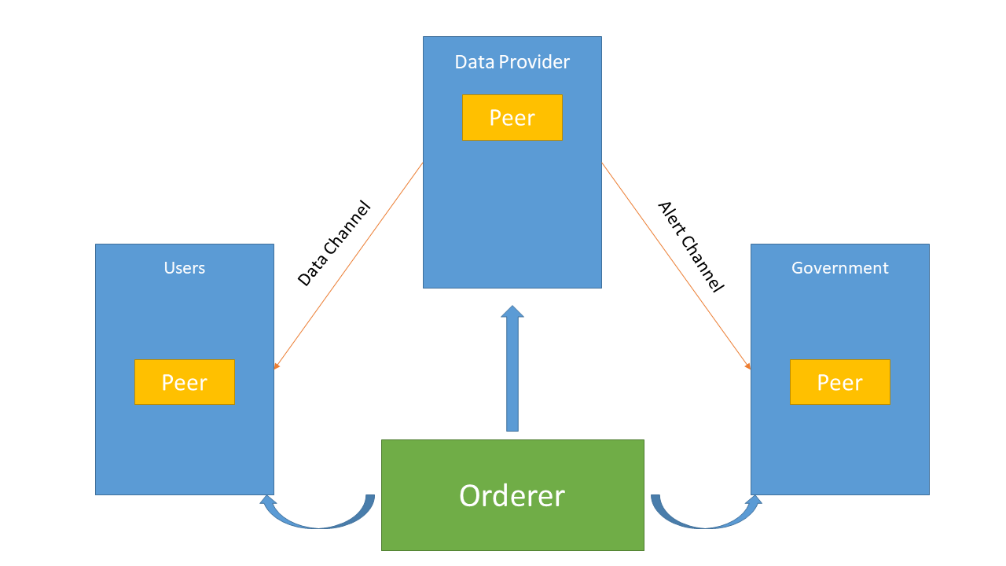 Data Provider
Peer
Data Channel
Alert Channel
Users
Peer
Government
Peer
Orderer